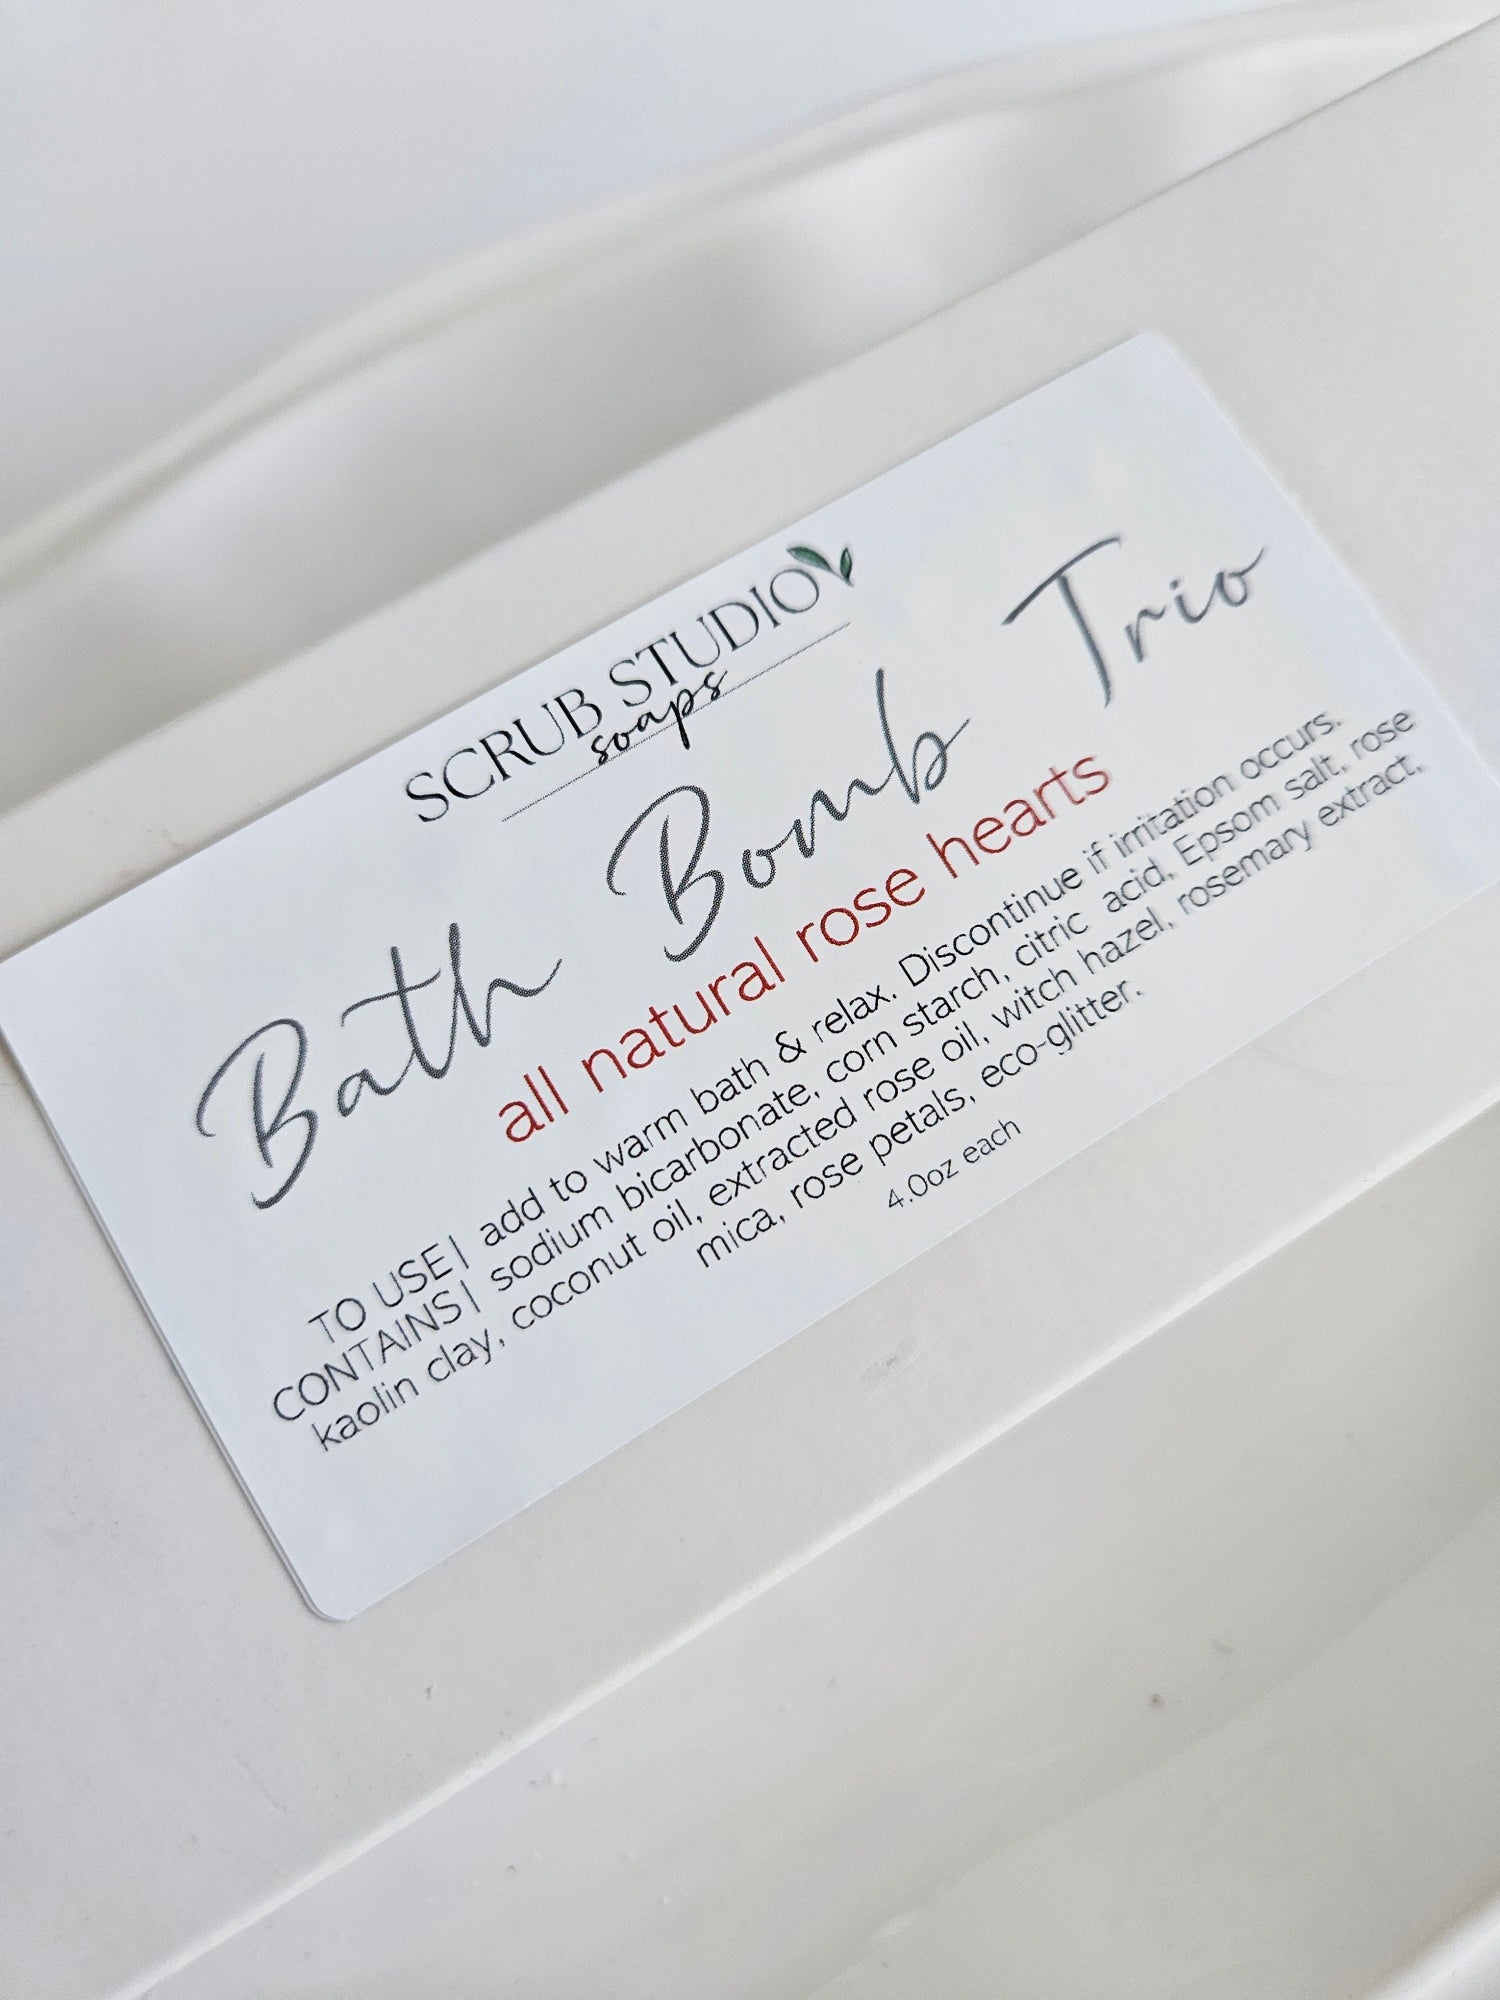 SCRUB STUDIO
soaps
Bath Bomb Trio
all natural rose hearts
TO USE| add to warm bath & relax. Discontinue if irritation occurs.
CONTAINS| sodium bicarbonate, corn starch, citric acid, Epsom salt, rose
kaolin clay, coconut oil, extracted rose oil, witch hazel, rosemary extract,
mica, rose petals, eco-glitter.
4.0oz each